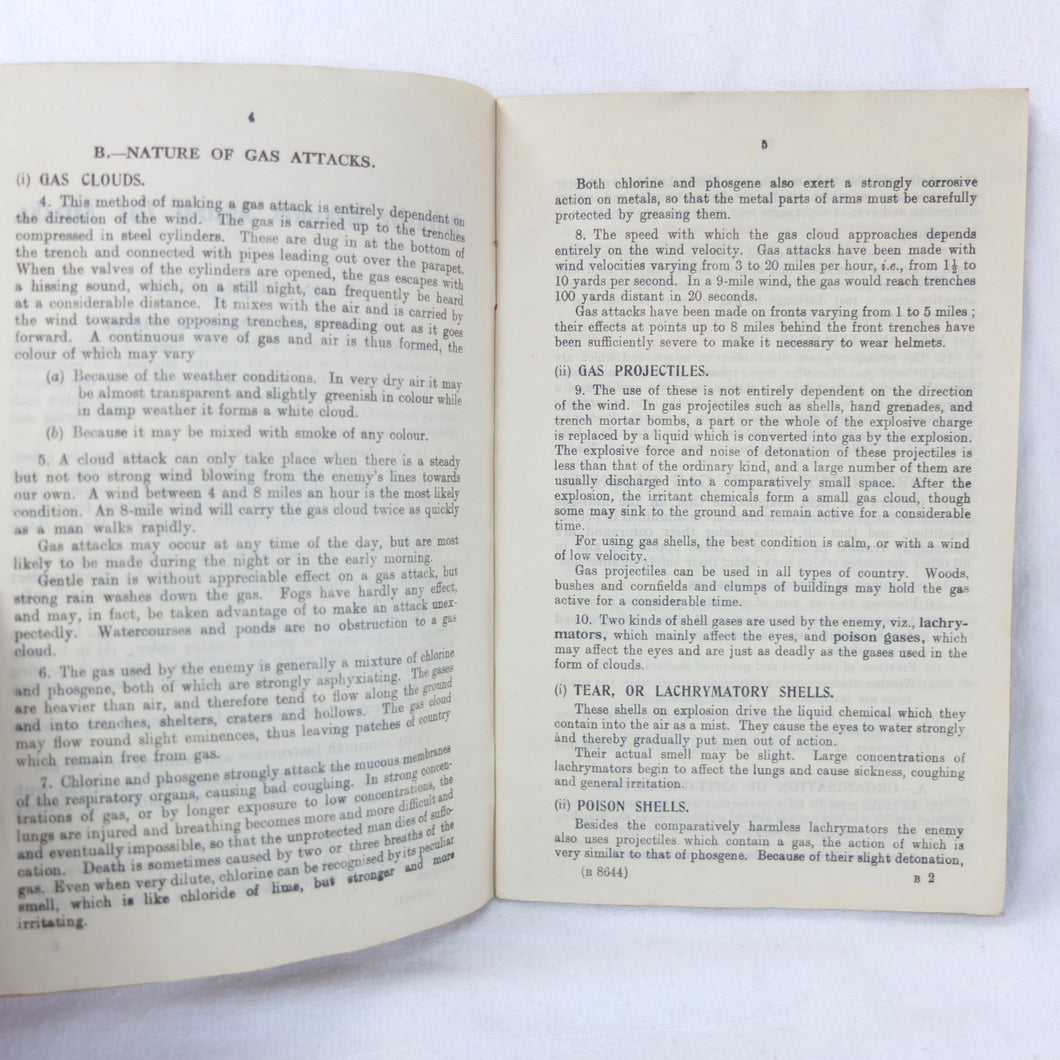 4
B.—NATURE OF GAS ATTACKS.
(i) GAS CLOUDS.
4. This method of making a gas attack is entirely dependent on
the direction of the wind. The gas is carried up to the trenches
compressed in steel cylinders. These are dug in at the bottom of
the trench and connected with pipes leading out over the parapet.
When the valves of the cylinders are opened, the gas escapes with
a hissing sound, which, on a still night, can frequently be heard
at a considerable distance. It mixes with the air and is carried by
the wind towards the opposing trenches, spreading out as it goes
forward. A continuous wave of gas and air is thus formed, the
colour of which may vary
(a) Because of the weather conditions. In very dry air it may
be almost transparent and slightly greenish in colour while
in damp weather it forms a white cloud.
(b) Because it may be mixed with smoke of any colour.
5. A cloud attack can only take place when there is a steady
but not too strong wind blowing from the enemy's lines towards
our own. A wind between 4 and 8 miles an hour is the most likely
condition. An 8-mile wind will carry the gas cloud twice as quickly
as a man walks rapidly.
Gas attacks may occur at any time of the day, but are most
likely to be made during the night or in the early morning.
Gentle rain is without appreciable effect on a gas attack, but
strong rain washes down the gas. Fogs have hardly any effect,
and may, in fact, be taken advantage of to make an attack unex-
pectedly. Watercourses and ponds are no obstruction to a gas
cloud.
6. The gas used by the enemy is generally a mixture of chlorine
and phosgene, both of which are strongly asphyxiating. The gases
are heavier than air, and therefore tend to flow along the ground
and into trenches, shelters, craters and hollows. The gas cloud
may flow round slight eminences, thus leaving patches of country
which remain free from gas.
7. Chlorine and phosgene strongly attack the mucous membranes
of the respiratory organs, causing bad coughing. In strong concen-
trations of gas, or by longer exposure to low concentrations, the
lungs are injured and breathing becomes more and more difficult and
and eventually impossible, so that the unprotected man dies of suffo-
cation. Death is sometimes caused by two or three breaths of the
gas. Even when very dilute, chlorine can be recognised by its peculiar
smell, which is like chloride of lime, but stronger and more
irritating.
5
Both chlorine and phosgene also exert a strongly corrosive
action on metals, so that the metal parts of arms must be carefully
protected by greasing them.
8. The speed with which the gas cloud approaches depends
entirely on the wind velocity. Gas attacks have been made with
wind velocities varying from 3 to 20 miles per hour, i.e., from 1½ to
10 yards per second. In a 9-mile wind, the gas would reach trenches
100 yards distant in 20 seconds.
Gas attacks have been made on fronts varying from 1 to 5 miles ;
their effects at points up to 8 miles behind the front trenches have
been sufficiently severe to make it necessary to wear helmets.
(ii) GAS PROJECTILES.
9. The use of these is not entirely dependent on the direction
of the wind. In gas projectiles such as shells, hand grenades, and
trench mortar bombs, a part or the whole of the explosive charge
is replaced by a liquid which is converted into gas by the explosion.
The explosive force and noise of detonation of these projectiles is
less than that of the ordinary kind, and a large number of them are
usually discharged into a comparatively small space. After the
explosion, the irritant chemicals form a small gas cloud, though
some may sink to the ground and remain active for a considerable
time.
For using gas shells, the best condition is calm, or with a wind
of low velocity.
Gas projectiles can be used in all types of country. Woods,
bushes and cornfields and clumps of buildings may hold the gas
active for a considerable time.
10. Two kinds of shell gases are used by the enemy, viz., lachry-
mators, which mainly affect the eyes, and poison gases, which
may affect the eyes and are just as deadly as the gases used in the
form of clouds.
(i) TEAR, OR LACHRYMATORY SHELLS.
These shells on explosion drive the liquid chemical which they
contain into the air as a mist. They cause the eyes to water strongly
and thereby gradually put men out of action.
Their actual smell may be slight. Large concentrations of
lachrymators begin to affect the lungs and cause sickness, coughing
and general irritation.
(ii) POISON SHELLS.
Besides the comparatively harmless lachrymators the enemy
also uses projectiles which contain a gas, the action of which is
very similar to that of phosgene. Because of their slight detonation,
(B 8644)
B 2